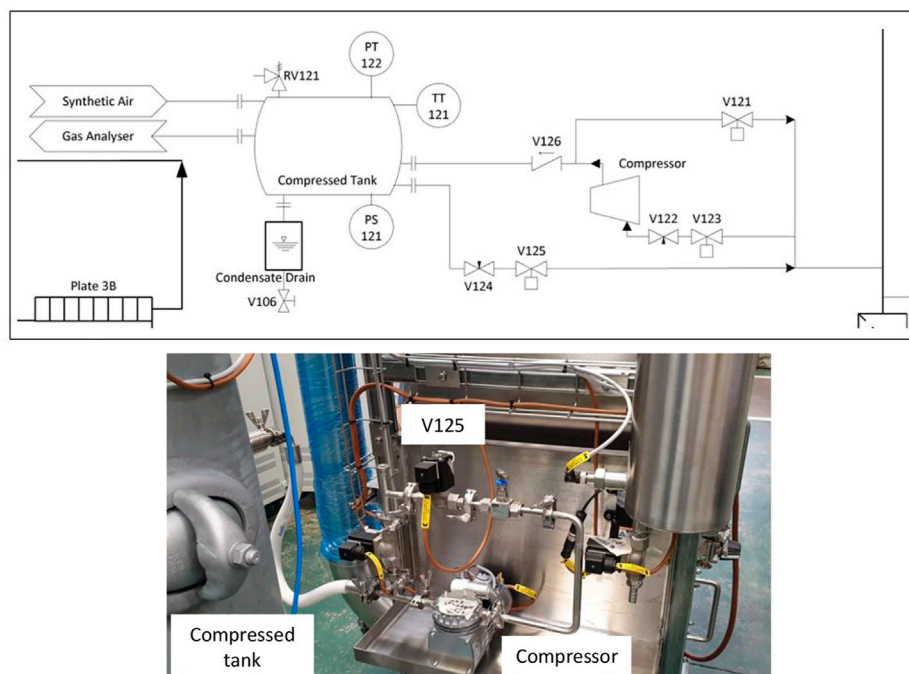 PT
122
RV121
Synthetic Air
TT
121
V121
Gas Analyser
V126
Compressor
Compressed Tank
V122
V123
PS
121
V125
Condensate Drain
V124
Plate 3B
V106
V125
Compressed
tank
Compressor